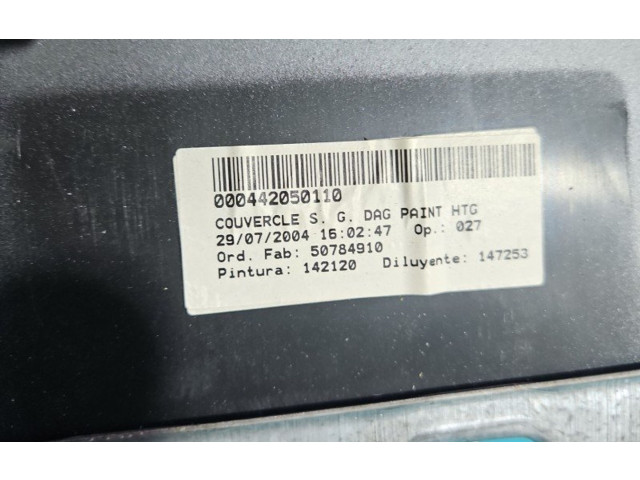 000442050110
COUVERCLE S. G. DAG PAINT HTG
29/07/2004 16:02:47 Op.: 027
Ord. Fab: 50784910
Pintura: 142120 Diluyente: 147253